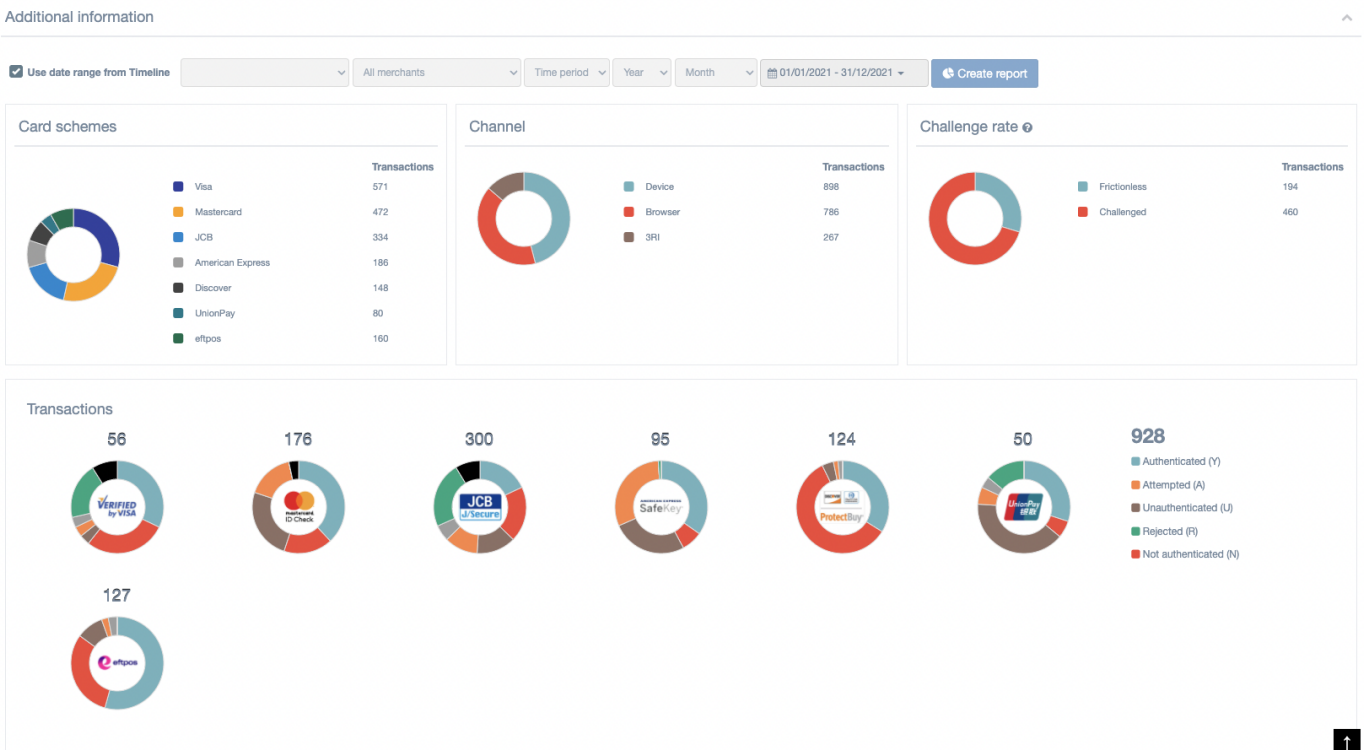 Additional information
Use date range from Timeline
All merchants
Time period
Year
Month
01/01/2021 - 31/12/2021
Create report
Card schemes
Transactions
Visa 571
Mastercard 472
JCB 334
American Express 186
Discover 148
UnionPay 80
eftpos 160
Channel
Transactions
Device 898
Browser 786
3RI 267
Challenge rate
Transactions
Frictionless 194
Challenged 460
Transactions
56
VERIFIED
by VISA
176
mastercard
ID Check
300
JCB
J/Secure
95
AMERICAN EXPRESS
SafeKey
124
ProtectBuy
50
UnionPay
银联
928
Authenticated (Y)
Attempted (A)
Unauthenticated (U)
Rejected (R)
Not authenticated (N)
127
eftpos